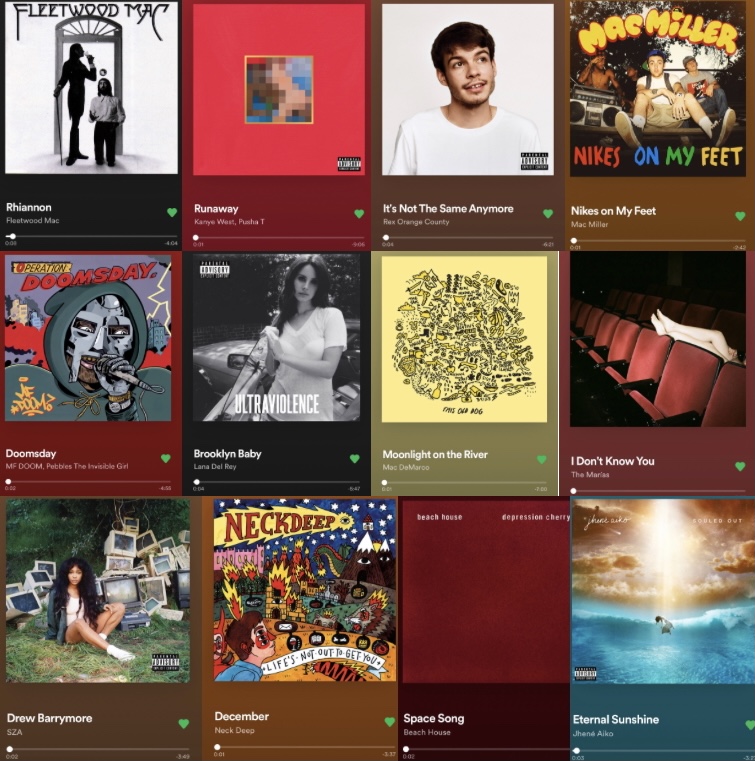 FLEETWOOD MAC
Rhiannon
Fleetwood Mac
0:00 -4:04
PARENTAL
ADVISORY
EXPLICIT CONTENT
Runaway
Kanye West, Pusha T
0:01 -9:06
PARENTAL
ADVISORY
EXPLICIT CONTENT
It's Not The Same Anymore
Rex Orange County
0:05 -6:21
MAC MILLER
NIKES ON MY FEET
Nikes on My Feet
Mac Miller
0:01 -2:42
OPERATION:
DOOMSDAY.
MF
DOOM
Doomsday
MF DOOM, Pebbles The Invisible Girl
0:02 -4:55
PARENTAL
ADVISORY
EXPLICIT CONTENT
ULTRAVIOLENCE
Brooklyn Baby
Lana Del Rey
0:04 -5:47
THIS OLD DOG
Moonlight on the River
Mac DeMarco
0:01 -7:00
I Don't Know You
The Marías
PARENTAL
ADVISORY
EXPLICIT CONTENT
Drew Barrymore
SZA
0:02 -3:49
NECK DEEP
LIFE'S NOT OUT TO GET YOU
December
Neck Deep
0:01 -3:37
beach house depression cherry
Space Song
Beach House
0:02
jhené aiko SOULED OUT
PARENTAL
ADVISORY
EXPLICIT CONTENT
Eternal Sunshine
Jhené Aiko
0:03